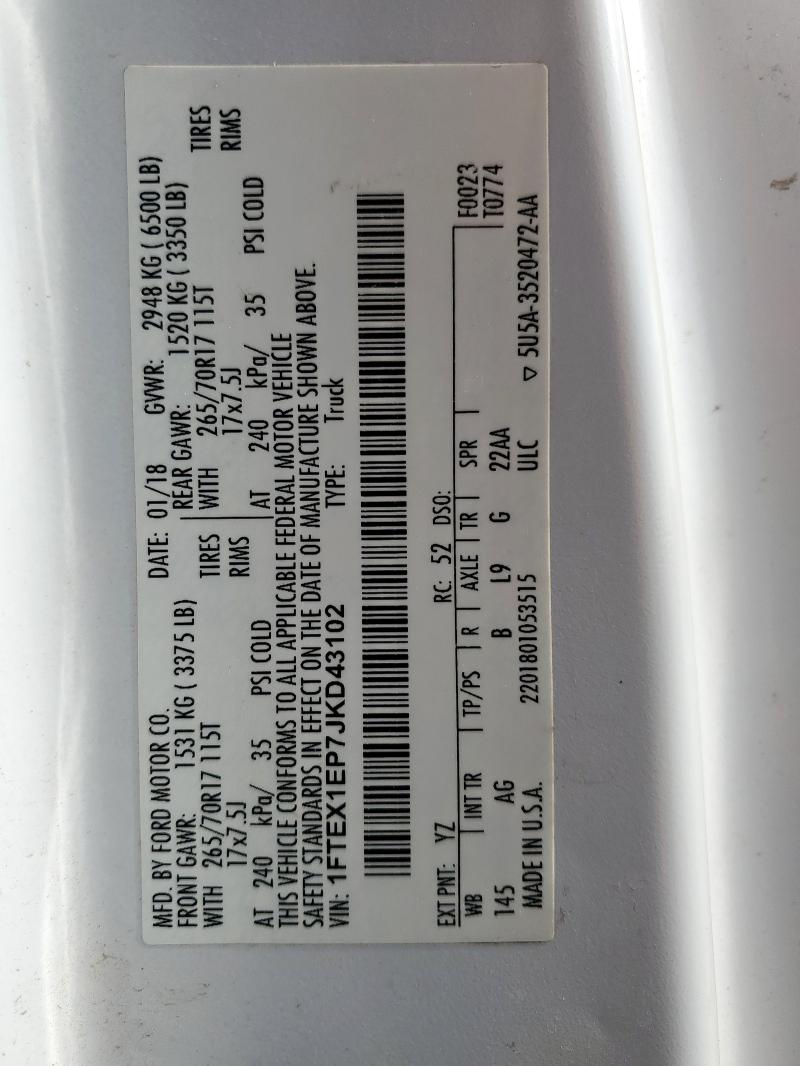 MFD. BY FORD MOTOR CO.
DATE: 01/18 GVWR: 2948 KG ( 6500 LB)
FRONT GAWR: 1531 KG ( 3375 LB) REAR GAWR: 1520 KG ( 3350 LB)
WITH 265/70R17 115T TIRES WITH 265/70R17 115T TIRES
17x7.5J RIMS 17x7.5J RIMS
AT 240 kPa/ 35 PSI COLD AT 240 kPa/ 35 PSI COLD
THIS VEHICLE CONFORMS TO ALL APPLICABLE FEDERAL MOTOR VEHICLE
SAFETY STANDARDS IN EFFECT ON THE DATE OF MANUFACTURE SHOWN ABOVE.
VIN: 1FTEX1EP7JKD43102 TYPE: Truck
EXT PNT: YZ RC: 52 DSO:
WB INT TR TP/PS R AXLE TR SPR F0023
145 AG B L9 G 22AA T0774
MADE IN U.S.A. 2201801053515 ULC ▽ 5U5A-3520472-AA